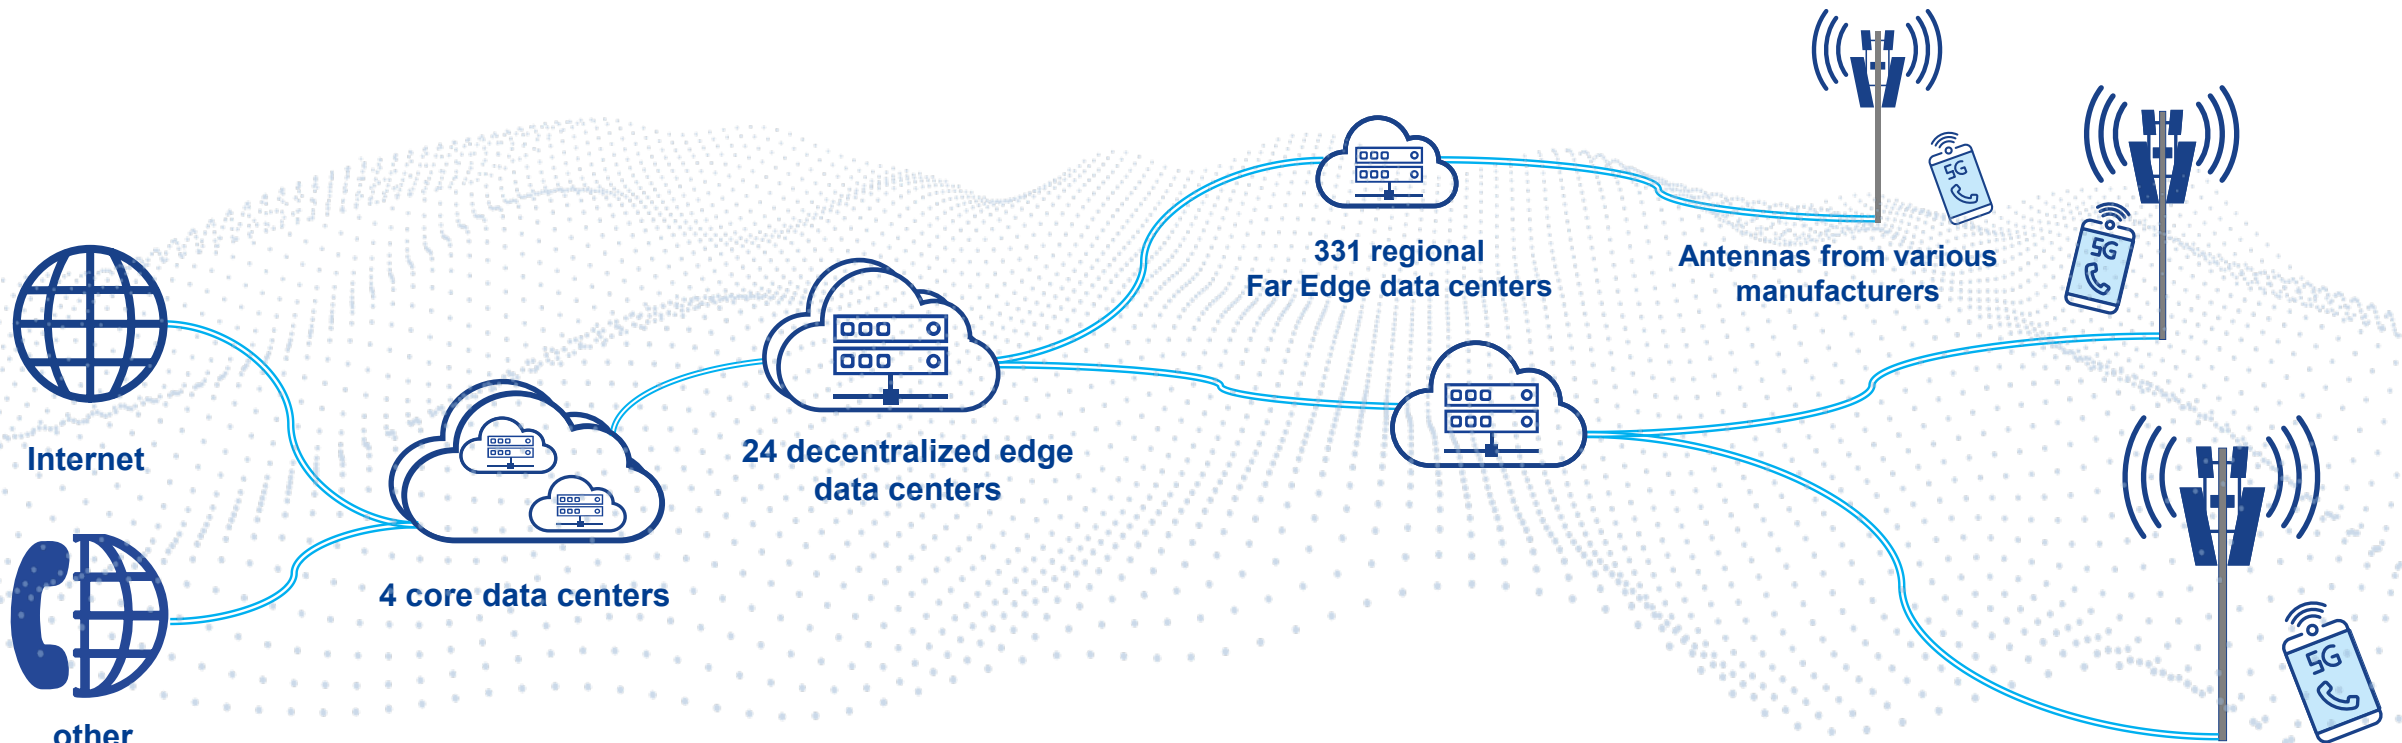 Internet
other
4 core data centers
24 decentralized edge
data centers
331 regional
Far Edge data centers
Antennas from various
manufacturers
5G
5G
5G